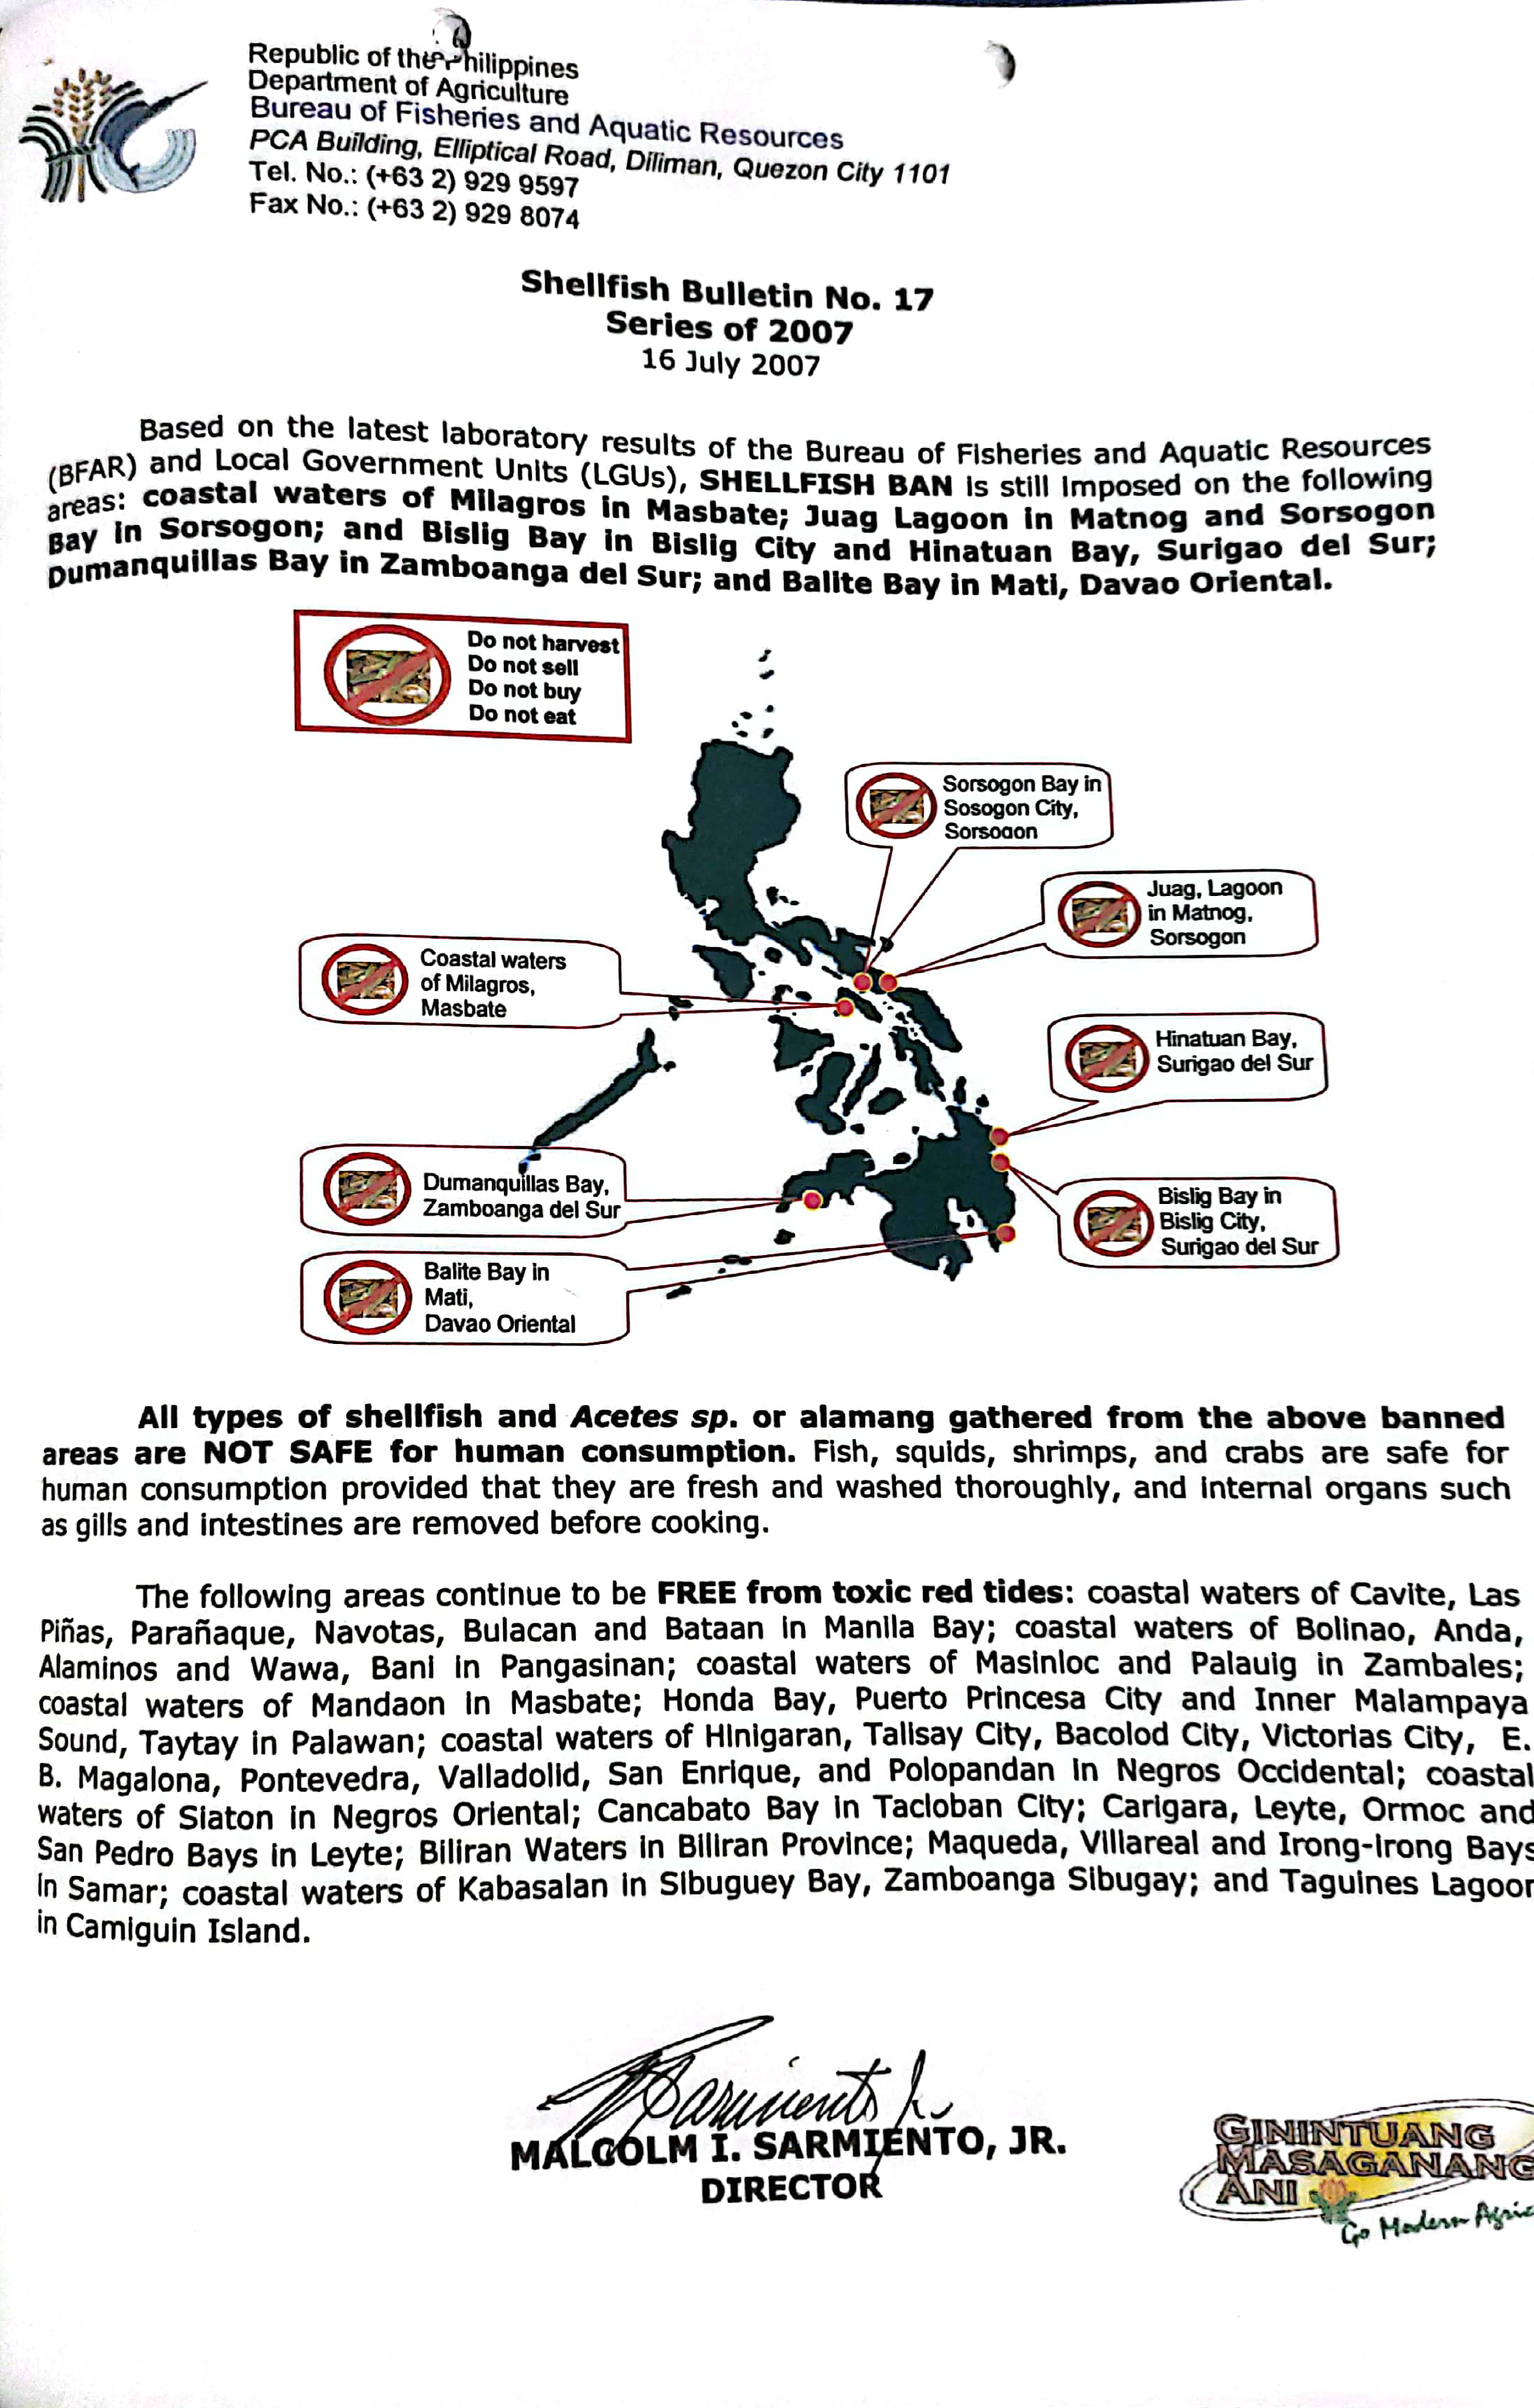 Republic of the Philippines
Department of Agriculture
Bureau of Fisheries and Aquatic Resources
PCA Building, Elliptical Road, Diliman, Quezon City 1101
Tel. No.: (+63 2) 929 9597
Fax No.: (+63 2) 929 8074
Shellfish Bulletin No. 17
Series of 2007
16 July 2007
Based on the latest laboratory results of the Bureau of Fisheries and Aquatic Resources
(BFAR) and Local Government Units (LGUs), SHELLFISH BAN is still imposed on the following
areas: coastal waters of Milagros in Masbate; Juag Lagoon in Matnog and Sorsogon
Bay in Sorsogon; and Bislig Bay in Bislig City and Hinatuan Bay, Surigao del Sur;
Dumanquillas Bay in Zamboanga del Sur; and Balite Bay in Mati, Davao Oriental.
Do not harvest
Do not sell
Do not buy
Do not eat
Sorsogon Bay in
Sosogon City,
Sorsogon
Juag, Lagoon
in Matnog,
Sorsogon
Coastal waters
of Milagros,
Masbate
Hinatuan Bay,
Surigao del Sur
Dumanquillas Bay,
Zamboanga del Sur
Bislig Bay in
Bislig City,
Surigao del Sur
Balite Bay in
Mati,
Davao Oriental
All types of shellfish and Acetes sp. or alamang gathered from the above banned
areas are NOT SAFE for human consumption. Fish, squids, shrimps, and crabs are safe for
human consumption provided that they are fresh and washed thoroughly, and internal organs such
as gills and intestines are removed before cooking.
The following areas continue to be FREE from toxic red tides: coastal waters of Cavite, Las
Piñas, Parañaque, Navotas, Bulacan and Bataan in Manila Bay; coastal waters of Bolinao, Anda,
Alaminos and Wawa, Bani in Pangasinan; coastal waters of Masinloc and Palauig in Zambales;
coastal waters of Mandaon in Masbate; Honda Bay, Puerto Princesa City and Inner Malampaya
Sound, Taytay in Palawan; coastal waters of Hinigaran, Talisay City, Bacolod City, Victorias City, E.
B. Magalona, Pontevedra, Valladolid, San Enrique, and Polopandan in Negros Occidental; coastal
waters of Siaton in Negros Oriental; Cancabato Bay in Tacloban City; Carigara, Leyte, Ormoc and
San Pedro Bays in Leyte; Biliran Waters in Biliran Province; Maqueda, Villareal and Irong-Irong Bays
in Samar; coastal waters of Kabasalan in Sibuguey Bay, Zamboanga Sibugay; and Taguines Lagoon
in Camiguin Island.
MALCOLM I. SARMIENTO, JR.
DIRECTOR
GININTUANG
MASAGANANG
ANI
Go Modern